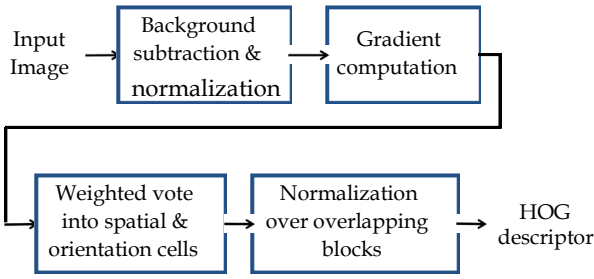 Input
Image
Background
subtraction &
normalization
Gradient
computation
Weighted vote
into spatial &
orientation cells
Normalization
over overlapping
blocks
HOG
descriptor